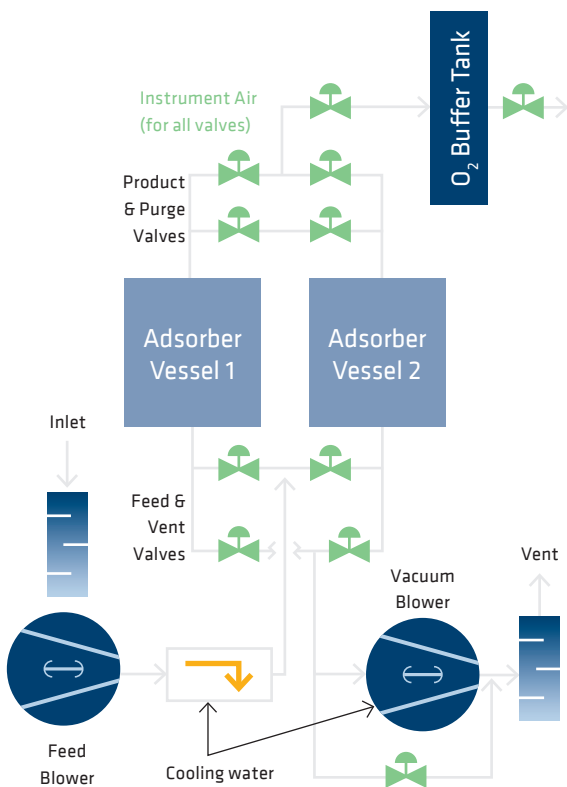 Instrument Air
(for all valves)
O₂ Buffer Tank
Product
& Purge
Valves
Adsorber
Vessel 1
Adsorber
Vessel 2
Inlet
Feed &
Vent
Valves
Vacuum
Blower
Vent
Feed
Blower
Cooling water